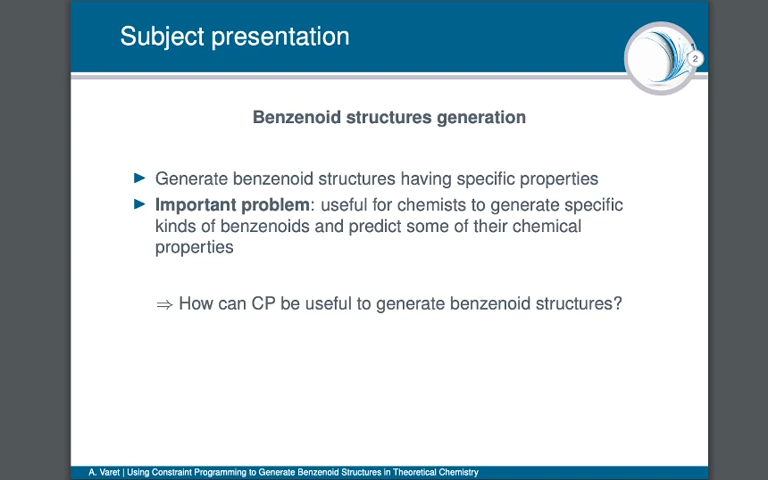 Subject presentation
2
Benzenoid structures generation
► Generate benzenoid structures having specific properties
► Important problem: useful for chemists to generate specific
kinds of benzenoids and predict some of their chemical
properties
⇒ How can CP be useful to generate benzenoid structures?
A. Varet | Using Constraint Programming to Generate Benzenoid Structures in Theoretical Chemistry